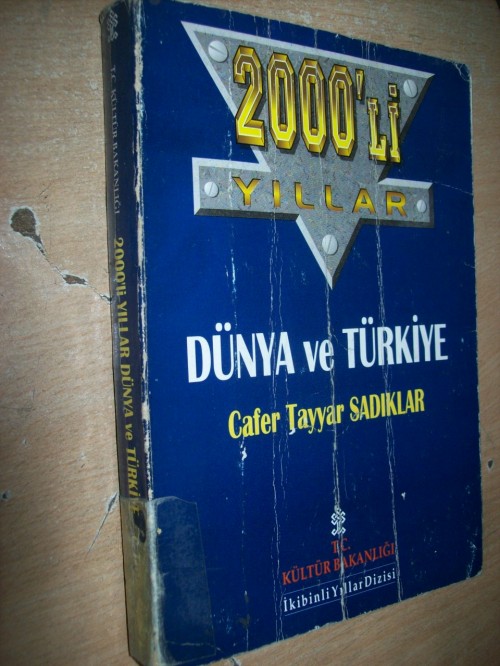 2000'Lİ
YILLAR
DÜNYA ve TÜRKİYE
Cafer Tayyar SADIKLAR
T.C.
KÜLTÜR BAKANLIĞI
İkibinli Yıllar Dizisi
T.C. KÜLTÜR BAKANLIĞI
2000'li YILLAR DÜNYA ve TÜRKİYE